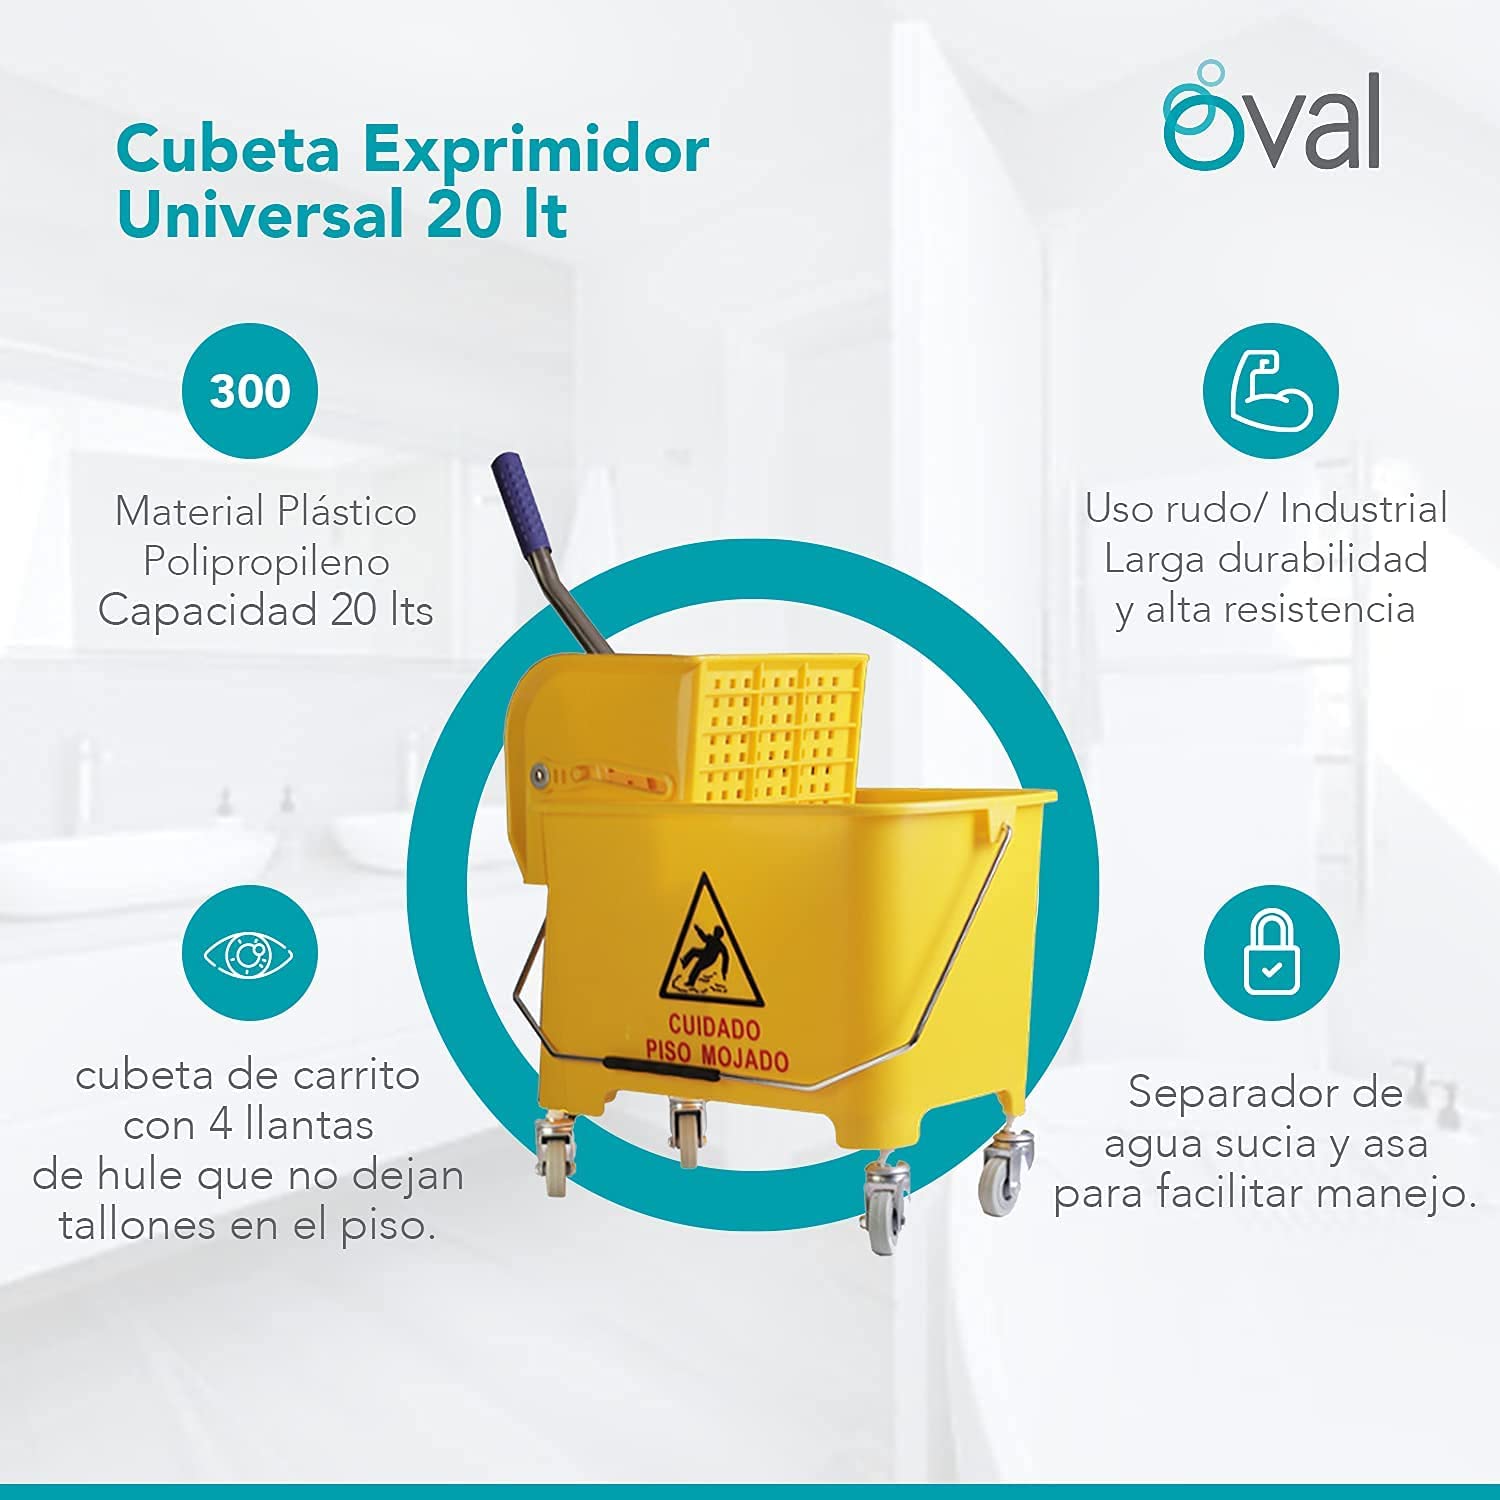 Cubeta Exprimidor
Universal 20 lt
Oval
300
Material Plástico
Polipropileno
Capacidad 20 lts
Uso rudo/ Industrial
Larga durabilidad
y alta resistencia
CUIDADO
PISO MOJADO
cubeta de carrito
con 4 llantas
de hule que no dejan
tallones en el piso.
Separador de
agua sucia y asa
para facilitar manejo.